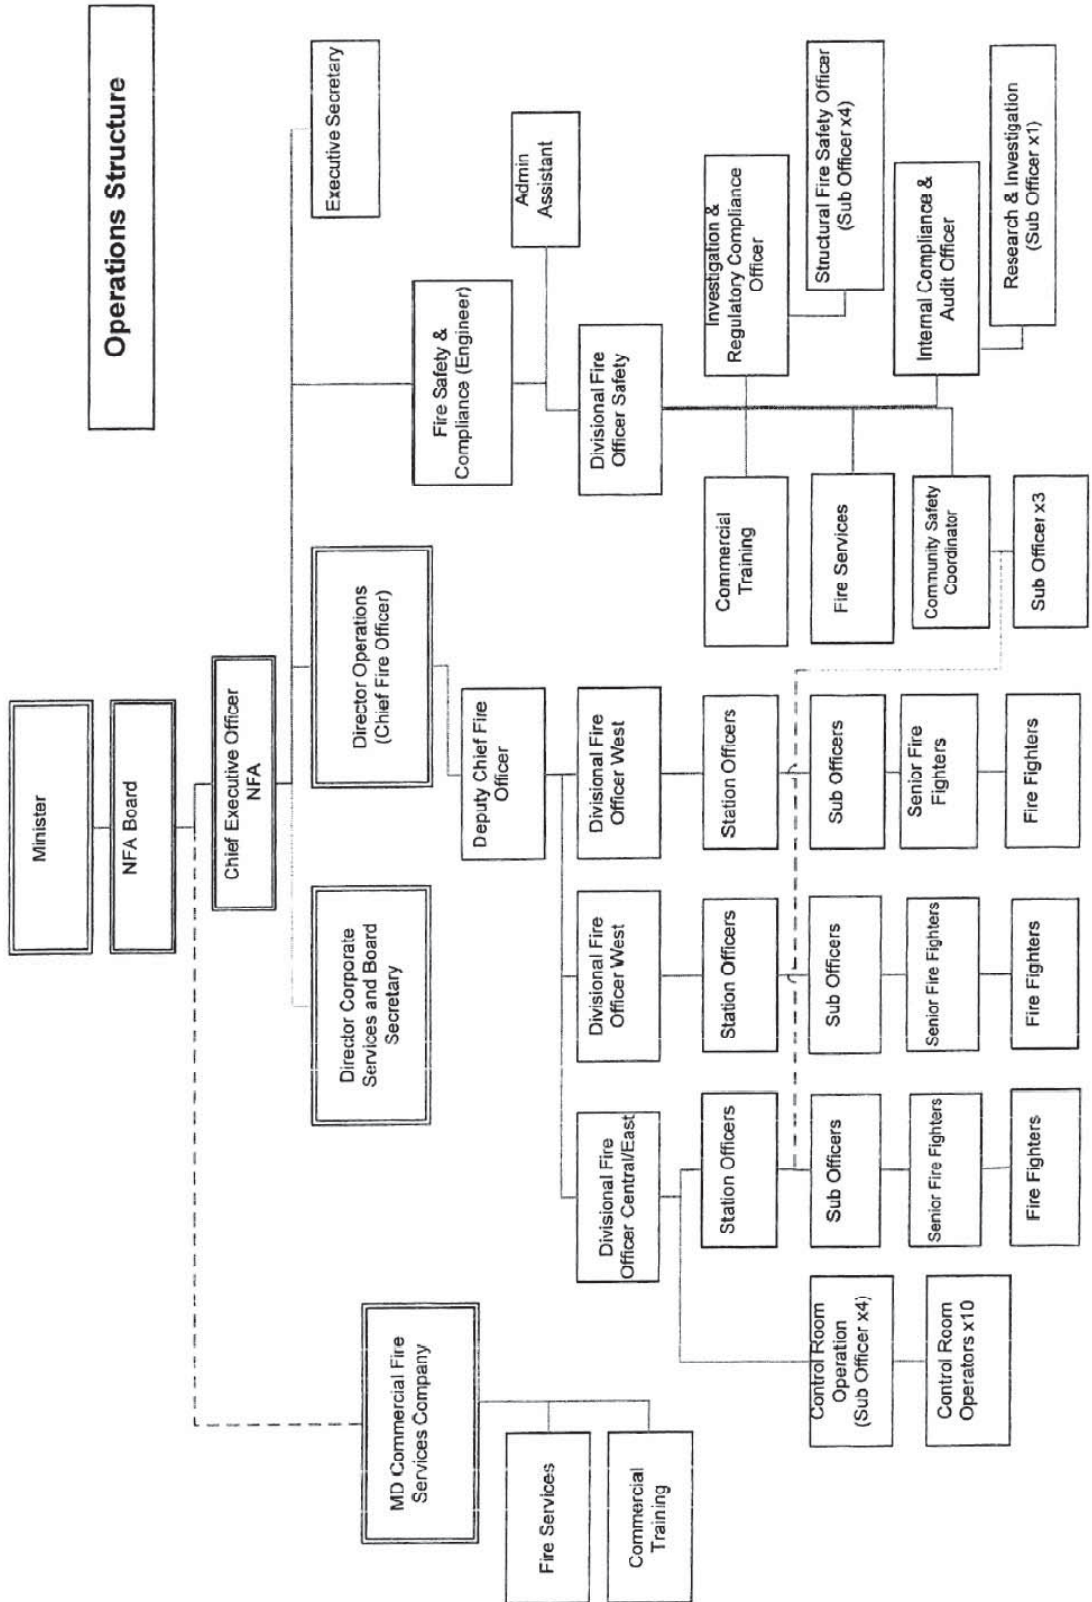 Operations Structure
Minister
NFA Board
Chief Executive Officer
NFA
Executive Secretary
Director Operations
(Chief Fire Officer)
Director Corporate
Services and Board
Secretary
MD Commercial Fire
Services Company
Fire Services
Commercial
Training
Fire Safety &
Compliance (Engineer)
Admin
Assistant
Deputy Chief Fire
Officer
Divisional Fire
Officer Central/East
Divisional Fire
Officer West
Divisional Fire
Officer West
Divisional Fire
Officer Safety
Station Officers
Station Officers
Station Officers
Commercial
Training
Investigation &
Regulatory Compliance
Officer
Control Room
Operation
(Sub Officer x4)
Sub Officers
Sub Officers
Sub Officers
Fire Services
Structural Fire Safety Officer
(Sub Officer x4)
Control Room
Operators x10
Senior Fire Fighters
Senior Fire Fighters
Senior Fire
Fighters
Community Safety
Coordinator
Internal Compliance &
Audit Officer
Fire Fighters
Fire Fighters
Fire Fighters
Sub Officer x3
Research & Investigation
(Sub Officer x1)